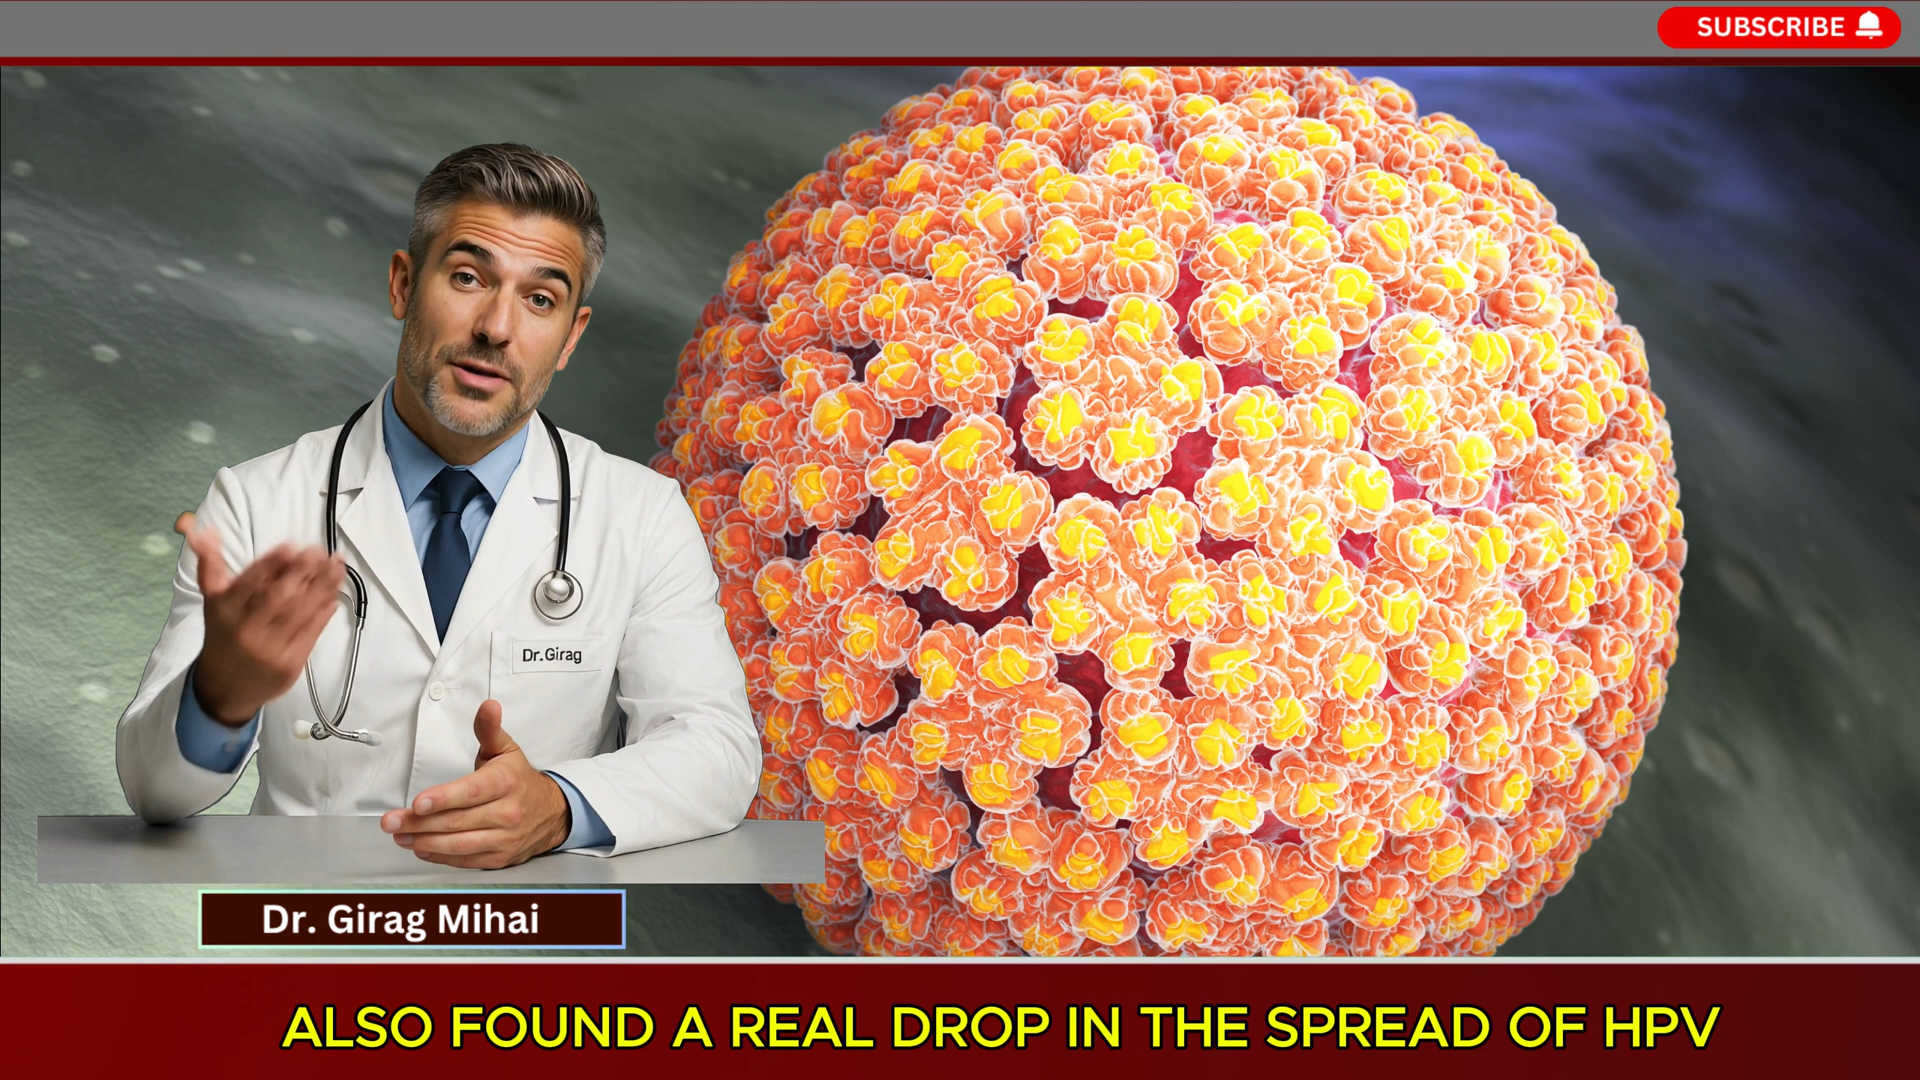 SUBSCRIBE
Dr.Girag
Dr. Girag Mihai
ALSO FOUND A REAL DROP IN THE SPREAD OF HPV